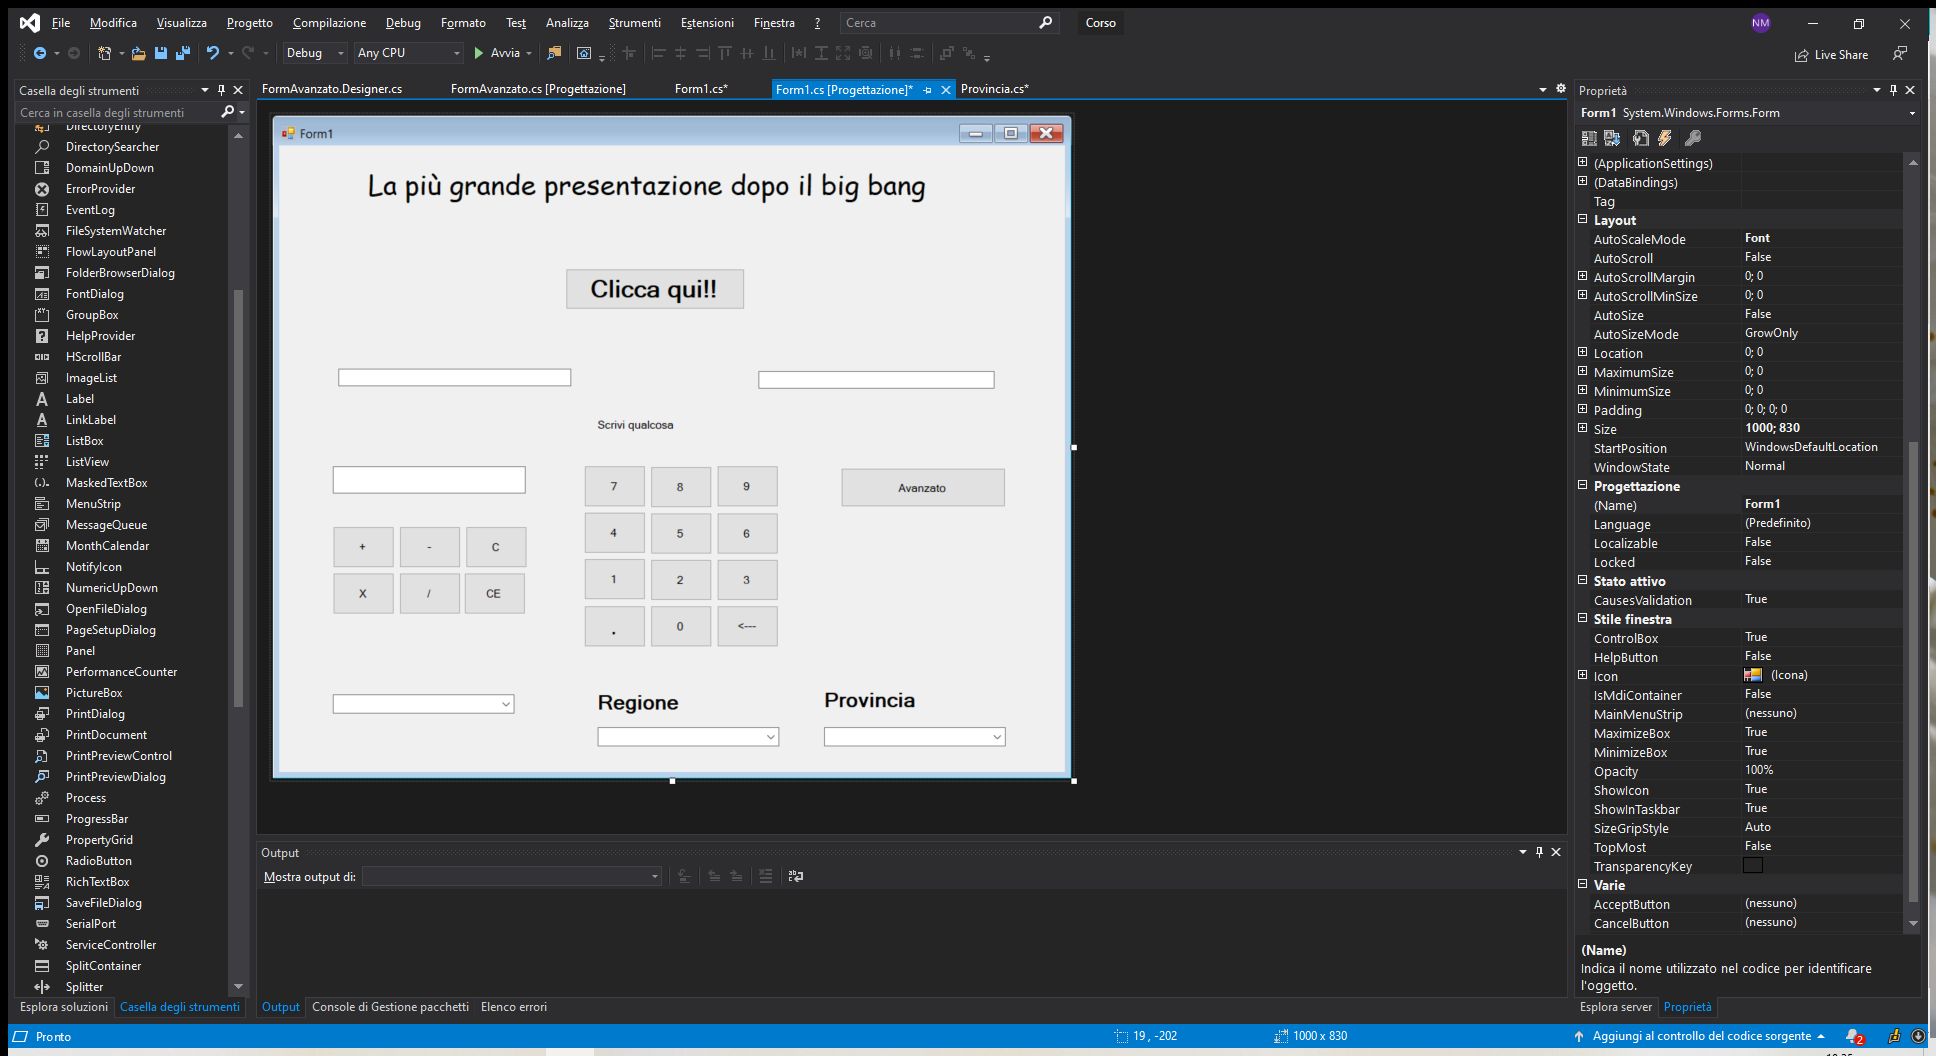 File Modifica Visualizza Progetto Compilazione Debug Formato Test Analizza Strumenti Estensioni Finestra ? Cerca Corso NM
Debug Any CPU Avvia Live Share
Casella degli strumenti
Cerca in casella degli strumenti
DirectoryEntry
DirectorySearcher
DomainUpDown
ErrorProvider
EventLog
FileSystemWatcher
FlowLayoutPanel
FolderBrowserDialog
FontDialog
GroupBox
HelpProvider
HScrollBar
ImageList
Label
LinkLabel
ListBox
ListView
MaskedTextBox
MenuStrip
MessageQueue
MonthCalendar
NotifyIcon
NumericUpDown
OpenFileDialog
PageSetupDialog
Panel
PerformanceCounter
PictureBox
PrintDialog
PrintDocument
PrintPreviewControl
PrintPreviewDialog
Process
ProgressBar
PropertyGrid
RadioButton
RichTextBox
SaveFileDialog
SerialPort
ServiceController
SplitContainer
Splitter
Esplora soluzioni Casella degli strumenti
FormAvanzato.Designer.cs FormAvanzato.cs [Progettazione] Form1.cs* Form1.cs [Progettazione]* Provincia.cs*
Form1
La più grande presentazione dopo il big bang
Clicca qui!!
Scrivi qualcosa
7 8 9 Avanzato
4 5 6
+ - C
1 2 3
X / CE
. 0 <---
Regione Provincia
Output
Mostra output di:
Output Console di Gestione pacchetti Elenco errori
Proprietà
Form1 System.Windows.Forms.Form
(ApplicationSettings)
(DataBindings)
Tag
Layout
AutoScaleMode Font
AutoScroll False
AutoScrollMargin 0; 0
AutoScrollMinSize 0; 0
AutoSize False
AutoSizeMode GrowOnly
Location 0; 0
MaximumSize 0; 0
MinimumSize 0; 0
Padding 0; 0; 0; 0
Size 1000; 830
StartPosition WindowsDefaultLocation
WindowState Normal
Progettazione
(Name) Form1
Language (Predefinito)
Localizable False
Locked False
Stato attivo
CausesValidation True
Stile finestra
ControlBox True
HelpButton False
Icon (Icona)
IsMdiContainer False
MainMenuStrip (nessuno)
MaximizeBox True
MinimizeBox True
Opacity 100%
ShowIcon True
ShowInTaskbar True
SizeGripStyle Auto
TopMost False
TransparencyKey
Varie
AcceptButton (nessuno)
CancelButton (nessuno)
(Name)
Indica il nome utilizzato nel codice per identificare
l'oggetto.
Esplora server Proprietà
Pronto 19 , -202 1000 x 830 Aggiungi al controllo del codice sorgente 2